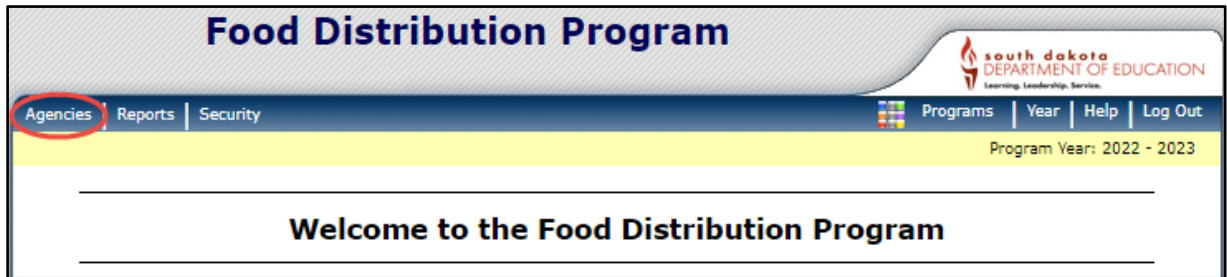 Food Distribution Program
south dakota
DEPARTMENT OF EDUCATION
Learning. Leadership. Service.
Agencies Reports Security Programs Year Help Log Out
Program Year: 2022 - 2023
Welcome to the Food Distribution Program